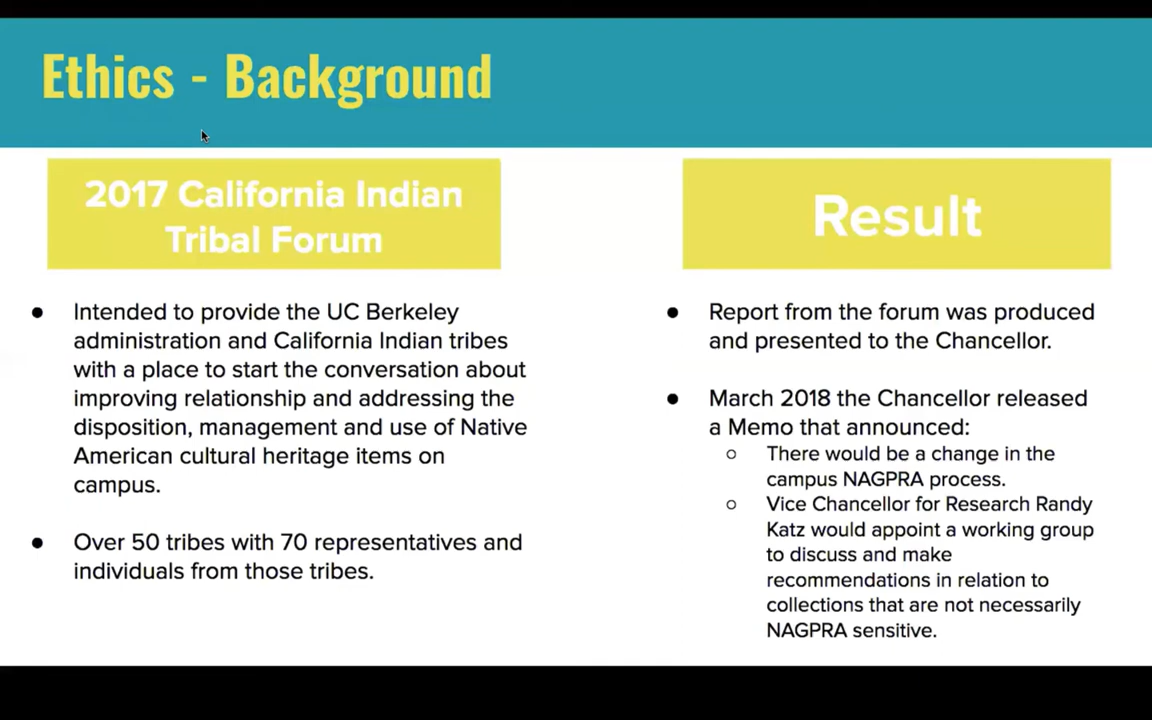 Ethics - Background
2017 California Indian
Tribal Forum
● Intended to provide the UC Berkeley
administration and California Indian tribes
with a place to start the conversation about
improving relationship and addressing the
disposition, management and use of Native
American cultural heritage items on
campus.
● Over 50 tribes with 70 representatives and
individuals from those tribes.
Result
● Report from the forum was produced
and presented to the Chancellor.
● March 2018 the Chancellor released
a Memo that announced:
○ There would be a change in the
campus NAGPRA process.
○ Vice Chancellor for Research Randy
Katz would appoint a working group
to discuss and make
recommendations in relation to
collections that are not necessarily
NAGPRA sensitive.